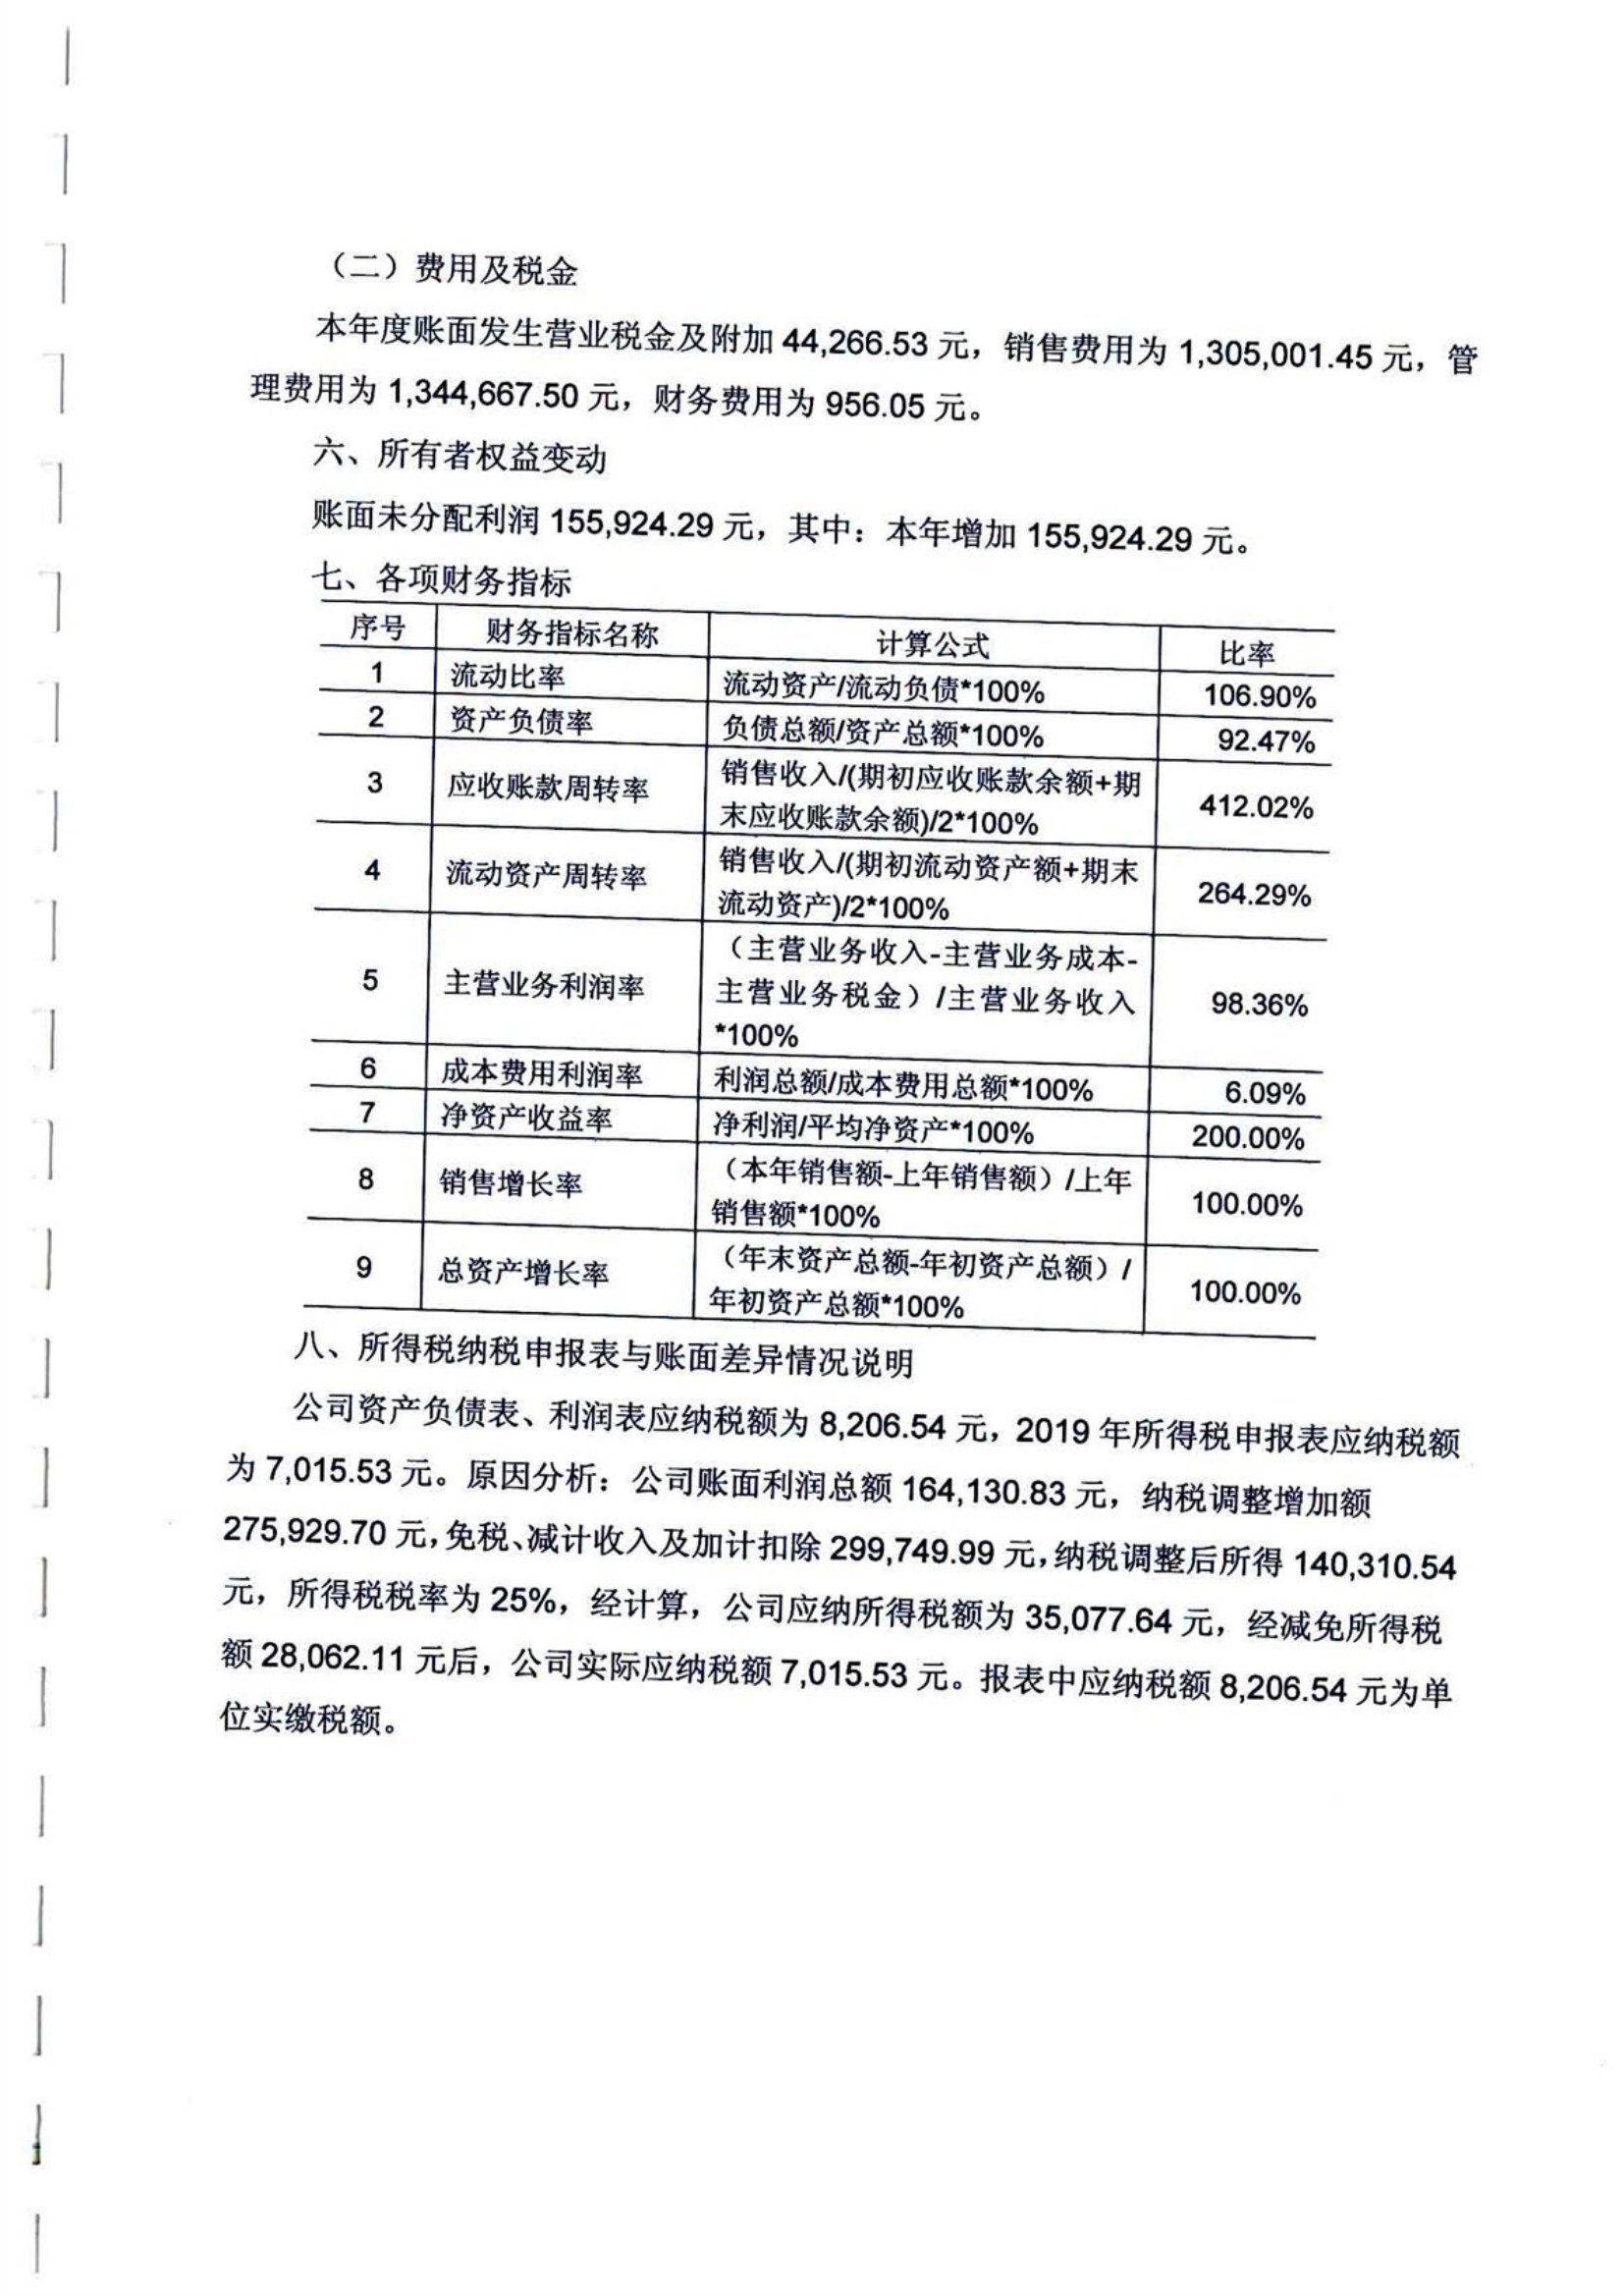 （二）费用及税金
本年度账面发生营业税金及附加 44,266.53 元，销售费用为 1,305,001.45 元，管
理费用为 1,344,667.50 元，财务费用为 956.05 元。
六、所有者权益变动
账面未分配利润 155,924.29 元，其中：本年增加 155,924.29 元。
七、各项财务指标
序号 财务指标名称 计算公式 比率
1 流动比率 流动资产/流动负债*100% 106.90%
2 资产负债率 负债总额/资产总额*100% 92.47%
3 应收账款周转率 销售收入/(期初应收账款余额+期
末应收账款余额)/2*100% 412.02%
4 流动资产周转率 销售收入/(期初流动资产额+期末
流动资产)/2*100% 264.29%
5 主营业务利润率 （主营业务收入-主营业务成本-
主营业务税金）/主营业务收入
*100% 98.36%
6 成本费用利润率 利润总额/成本费用总额*100% 6.09%
7 净资产收益率 净利润/平均净资产*100% 200.00%
8 销售增长率 （本年销售额-上年销售额）/上年
销售额*100% 100.00%
9 总资产增长率 （年末资产总额-年初资产总额）/
年初资产总额*100% 100.00%
八、所得税纳税申报表与账面差异情况说明
公司资产负债表、利润表应纳税额为 8,206.54 元，2019 年所得税申报表应纳税额
为 7,015.53 元。原因分析：公司账面利润总额 164,130.83 元，纳税调整增加额
275,929.70 元，免税、减计收入及加计扣除 299,749.99 元，纳税调整后所得 140,310.54
元，所得税税率为 25%，经计算，公司应纳所得税额为 35,077.64 元，经减免所得税
额 28,062.11 元后，公司实际应纳税额 7,015.53 元。报表中应纳税额 8,206.54 元为单
位实缴税额。